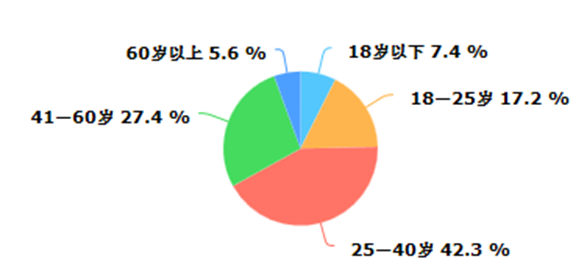 60岁以上 5.6 %
18岁以下 7.4 %
18—25岁 17.2 %
41—60岁 27.4 %
25—40岁 42.3 %